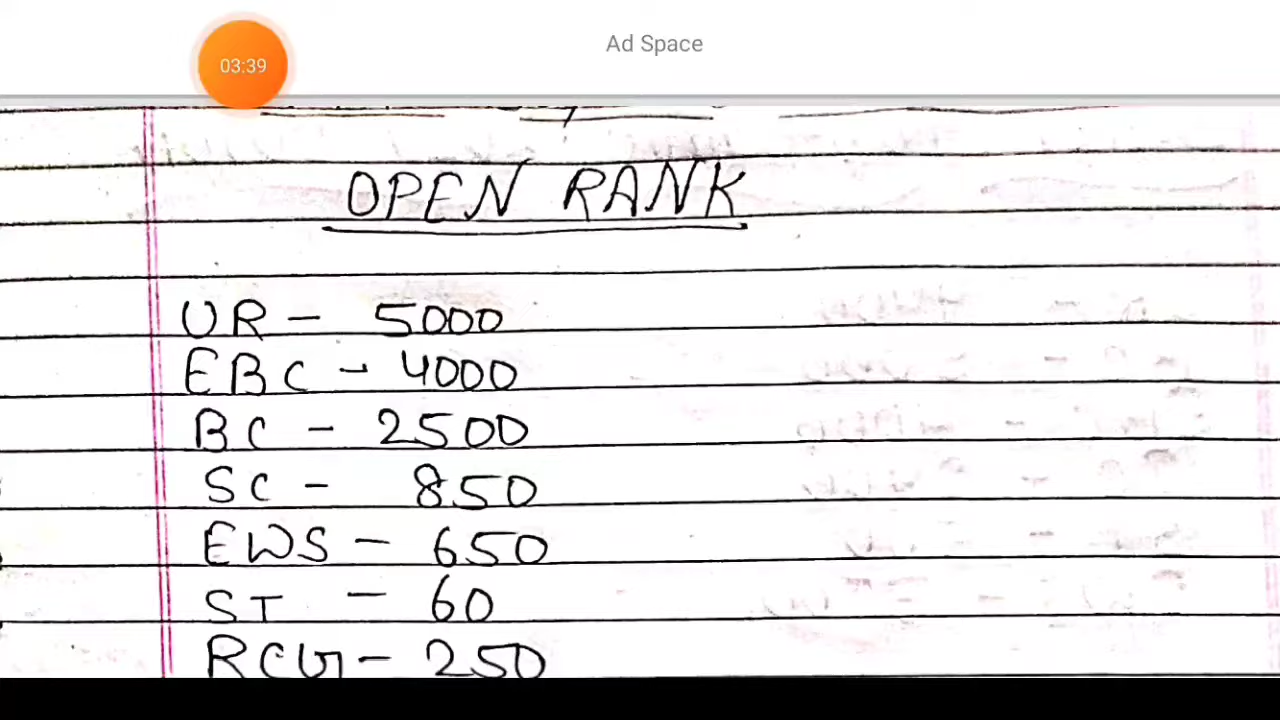 Ad Space
03:39
OPEN RANK
UR - 5000
EBC - 4000
BC - 2500
SC - 850
EWS - 650
ST - 60
RCG - 250